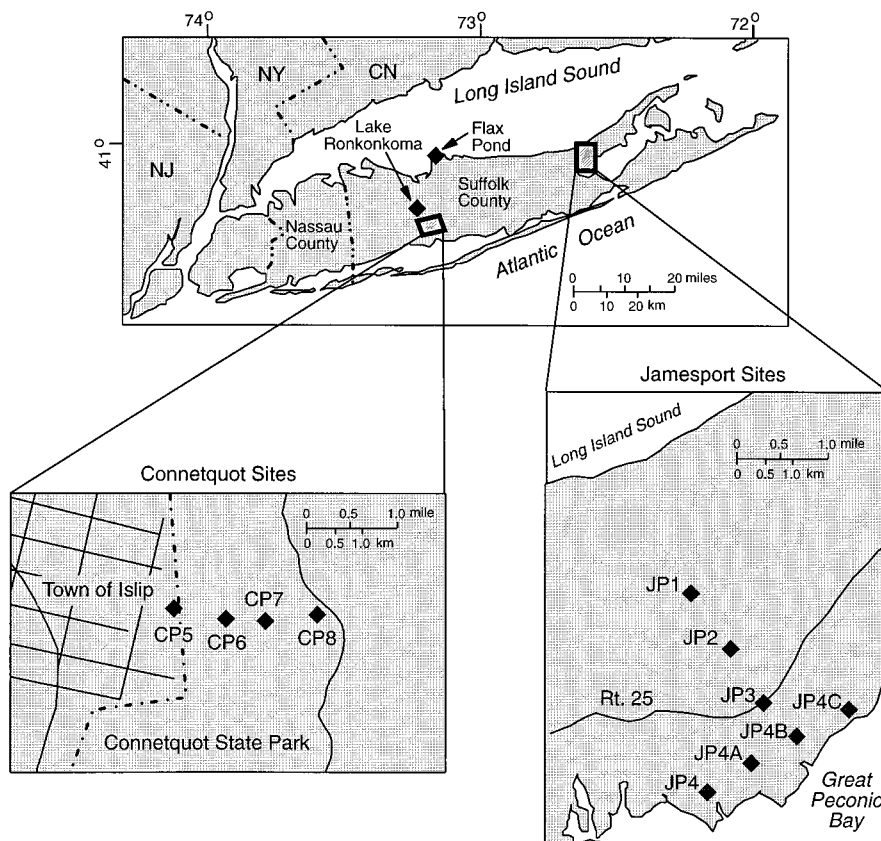 74°
73°
72°
41°
NY
CN
NJ
Long Island Sound
Lake
Ronkonkoma
Flax
Pond
Suffolk
County
Nassau
County
Atlantic Ocean
0 10 20 miles
0 10 20 km
Connetquot Sites
0 0.5 1.0 mile
0 0.5 1.0 km
Town of Islip
CP5
CP6
CP7
CP8
Connetquot State Park
Jamesport Sites
Long Island Sound
0 0.5 1.0 mile
0 0.5 1.0 km
JP1
JP2
JP3
Rt. 25
JP4C
JP4B
JP4A
JP4
Great
Peconic
Bay